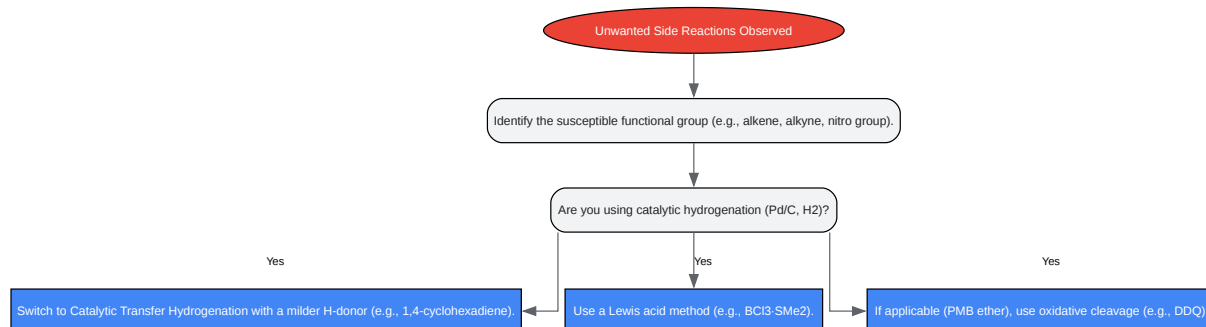 Unwanted Side Reactions Observed
Identify the susceptible functional group (e.g., alkene, alkyne, nitro group).
Are you using catalytic hydrogenation (Pd/C, H2)?
Yes
Yes
Yes
Switch to Catalytic Transfer Hydrogenation with a milder H-donor (e.g., 1,4-cyclohexadiene).
Use a Lewis acid method (e.g., BCl3·SMe2).
If applicable (PMB ether), use oxidative cleavage (e.g., DDQ)